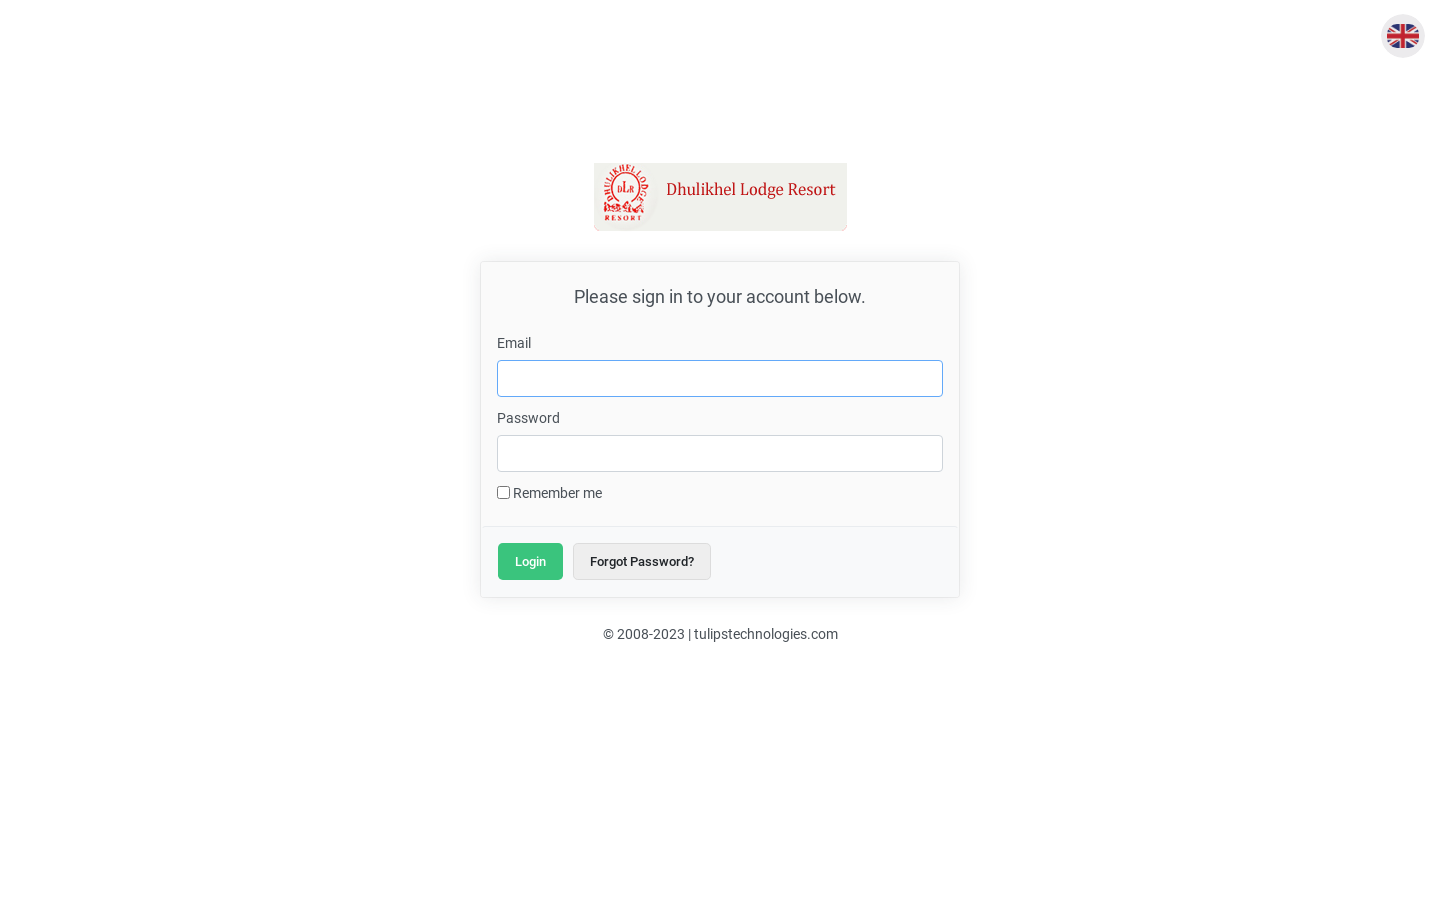 DHULIKHEL LODGE
DLR
RESORT
Dhulikhel Lodge Resort
Please sign in to your account below.
Email
Password
Remember me
Login
Forgot Password?
© 2008-2023 | tulipstechnologies.com